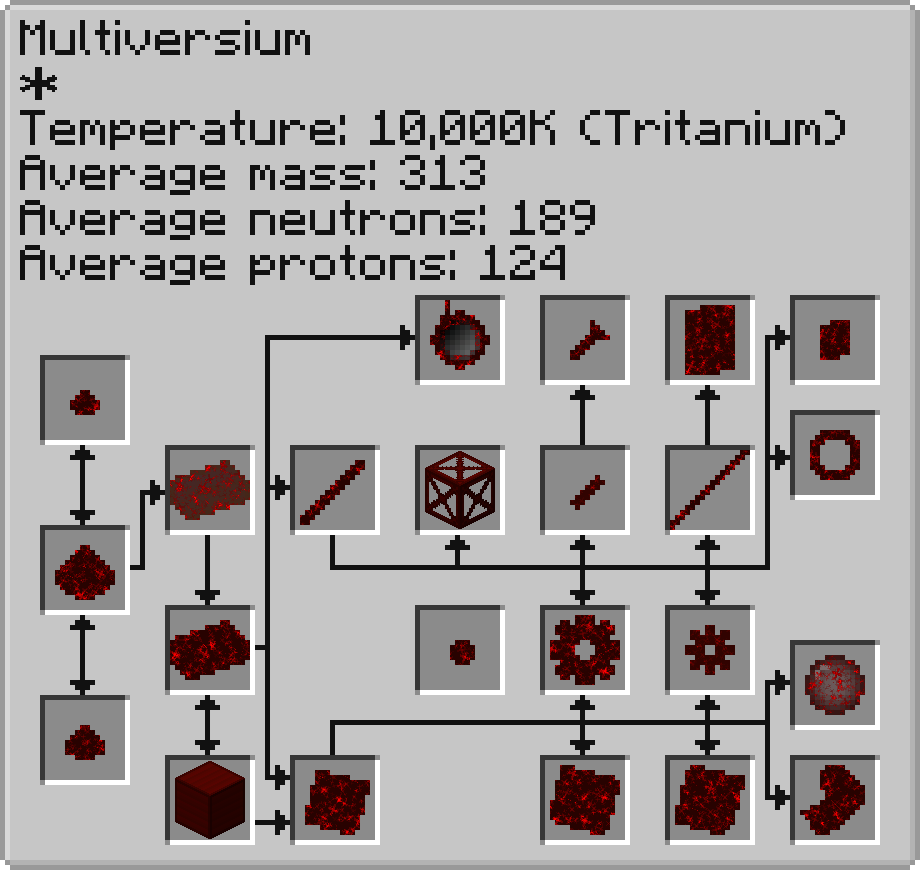 Multiversium
*
Temperature: 10,000K (Tritanium)
Average mass: 313
Average neutrons: 189
Average protons: 124